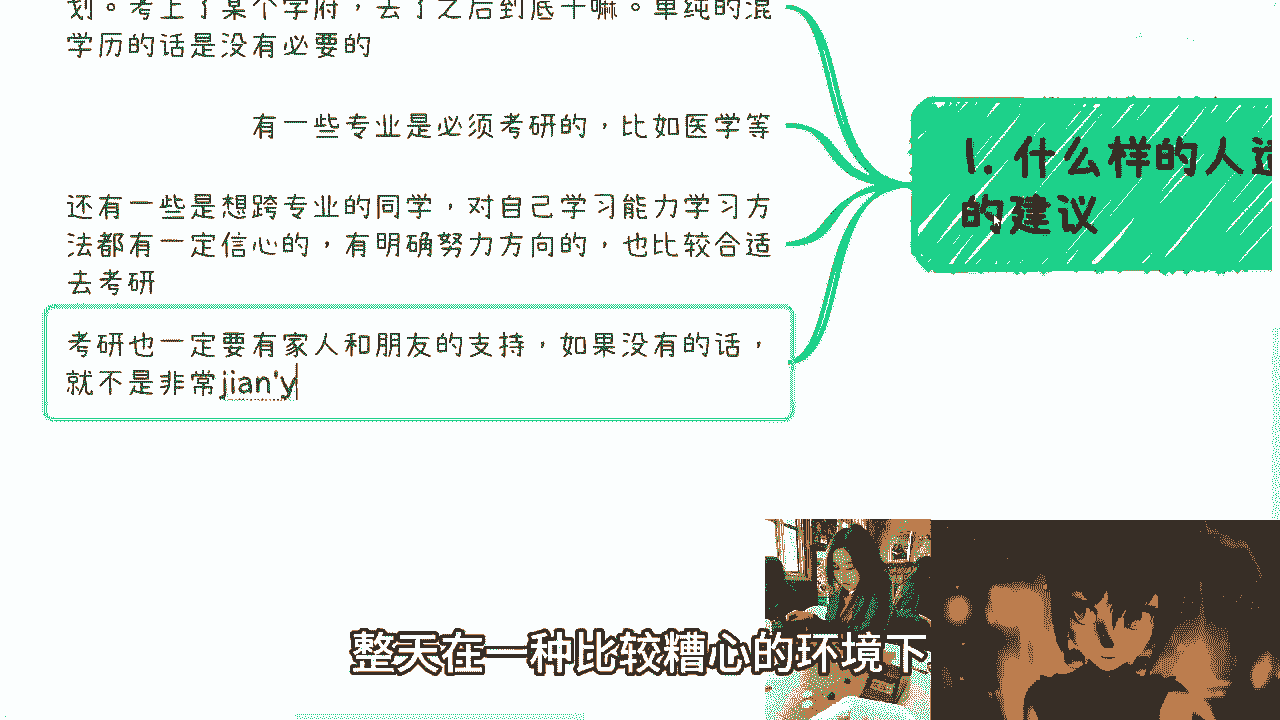 划。考上了某个学府，去了之后到底干嘛。单纯的混
学历的话是没有必要的
有一些专业是必须考研的，比如医学等
还有一些是想跨专业的同学，对自己学习能力学习方
法都有一定信心的，有明确努力方向的，也比较合适
去考研
考研也一定要有家人和朋友的支持，如果没有的话，
就不是非常jian'y
1. 什么样的人适
的建议
整天在一种比较糟心的环境下